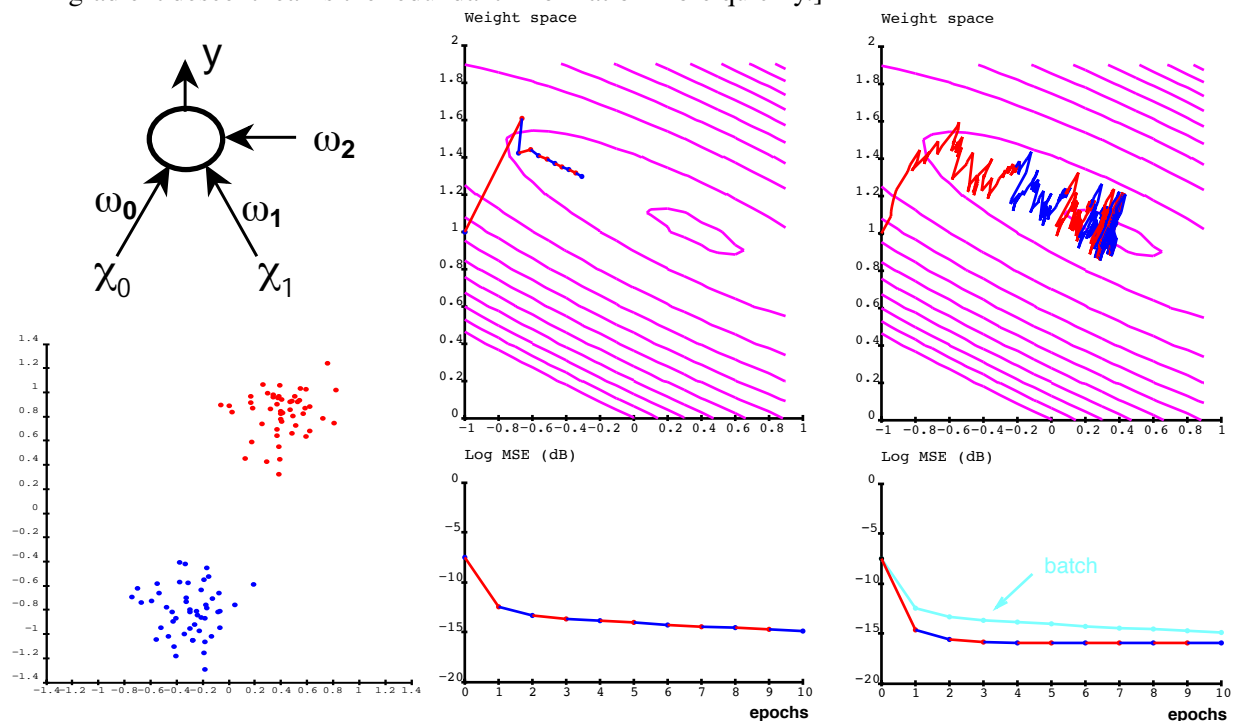 gradient descent learns the redundant information more quickly.]
Weight space
Weight space
y
ω2
ω0
ω1
χ0
χ1
2
1.8
1.6
1.4
1.2
1
0.8
0.6
0.4
0.2
0
−1 −0.8 −0.6 −0.4 −0.2 0 0.2 0.4 0.6 0.8 1
2
1.8
1.6
1.4
1.2
1
0.8
0.6
0.4
0.2
0
−1 −0.8 −0.6 −0.4 −0.2 0 0.2 0.4 0.6 0.8 1
1.4
1.2
1
0.8
0.6
0.4
0.2
0
−0.2
−0.4
−0.6
−0.8
−1
−1.2
−1.4
−1.4 −1.2 −1 −0.8 −0.6 −0.4 −0.2 0 0.2 0.4 0.6 0.8 1 1.2 1.4
Log MSE (dB)
0
−5
−10
−15
−20
0 1 2 3 4 5 6 7 8 9 10
epochs
Log MSE (dB)
0
−5
−10
−15
−20
batch
0 1 2 3 4 5 6 7 8 9 10
epochs